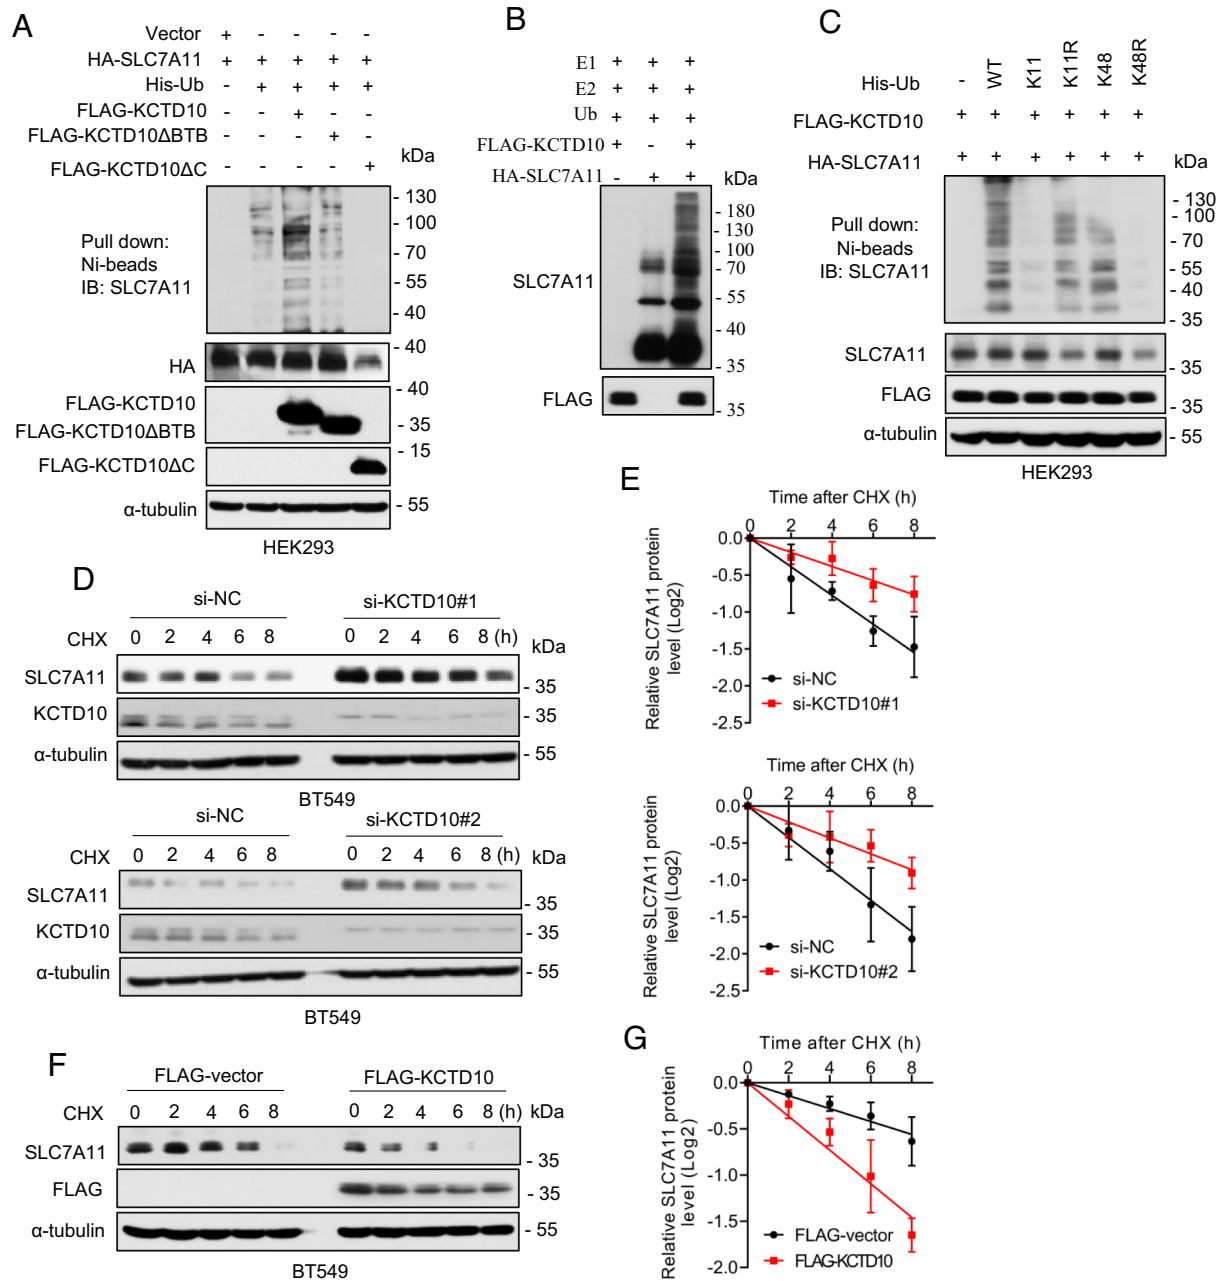 A
Vector + - - - -
HA-SLC7A11 + + + + +
His-Ub - + + + +
FLAG-KCTD10 - - + - -
FLAG-KCTD10ΔBTB - - - + -
FLAG-KCTD10ΔC - - - - +
kDa
Pull down:
Ni-beads
IB: SLC7A11
- 130
- 100
- 70
- 55
- 40
HA
- 40
FLAG-KCTD10
FLAG-KCTD10ΔBTB
- 40
- 35
FLAG-KCTD10ΔC
- 15
α-tubulin
- 55
HEK293
B
E1 + + +
E2 + + +
Ub + + +
FLAG-KCTD10 + - +
HA-SLC7A11 - + +
kDa
SLC7A11
- 180
- 130
- 100
- 70
- 55
- 40
- 35
FLAG
- 35
C
His-Ub - WT K11 K11R K48 K48R
FLAG-KCTD10 + + + + + +
HA-SLC7A11 + + + + + +
kDa
Pull down:
Ni-beads
IB: SLC7A11
- 130
- 100
- 70
- 55
- 40
- 35
SLC7A11
- 35
FLAG
- 35
α-tubulin
- 55
HEK293
D
si-NC si-KCTD10#1
CHX 0 2 4 6 8 0 2 4 6 8 (h)
kDa
SLC7A11
- 35
KCTD10
- 35
α-tubulin
- 55
BT549
si-NC si-KCTD10#2
CHX 0 2 4 6 8 0 2 4 6 8 (h) kDa
SLC7A11
- 35
KCTD10
- 35
α-tubulin
- 55
BT549
E
Time after CHX (h)
0 2 4 6 8
0.0
-0.5
-1.0
-1.5
-2.0
-2.5
Relative SLC7A11 protein
level (Log2)
si-NC
si-KCTD10#1
Time after CHX (h)
0 2 4 6 8
0.0
-0.5
-1.0
-1.5
-2.0
-2.5
Relative SLC7A11 protein
level (Log2)
si-NC
si-KCTD10#2
F
FLAG-vector FLAG-KCTD10
CHX 0 2 4 6 8 0 2 4 6 8 (h) kDa
SLC7A11
- 35
FLAG
- 35
α-tubulin
- 55
BT549
G
Time after CHX (h)
0 2 4 6 8
0.0
-0.5
-1.0
-1.5
-2.0
Relative SLC7A11 protein
level (Log2)
FLAG-vector
FLAG-KCTD10